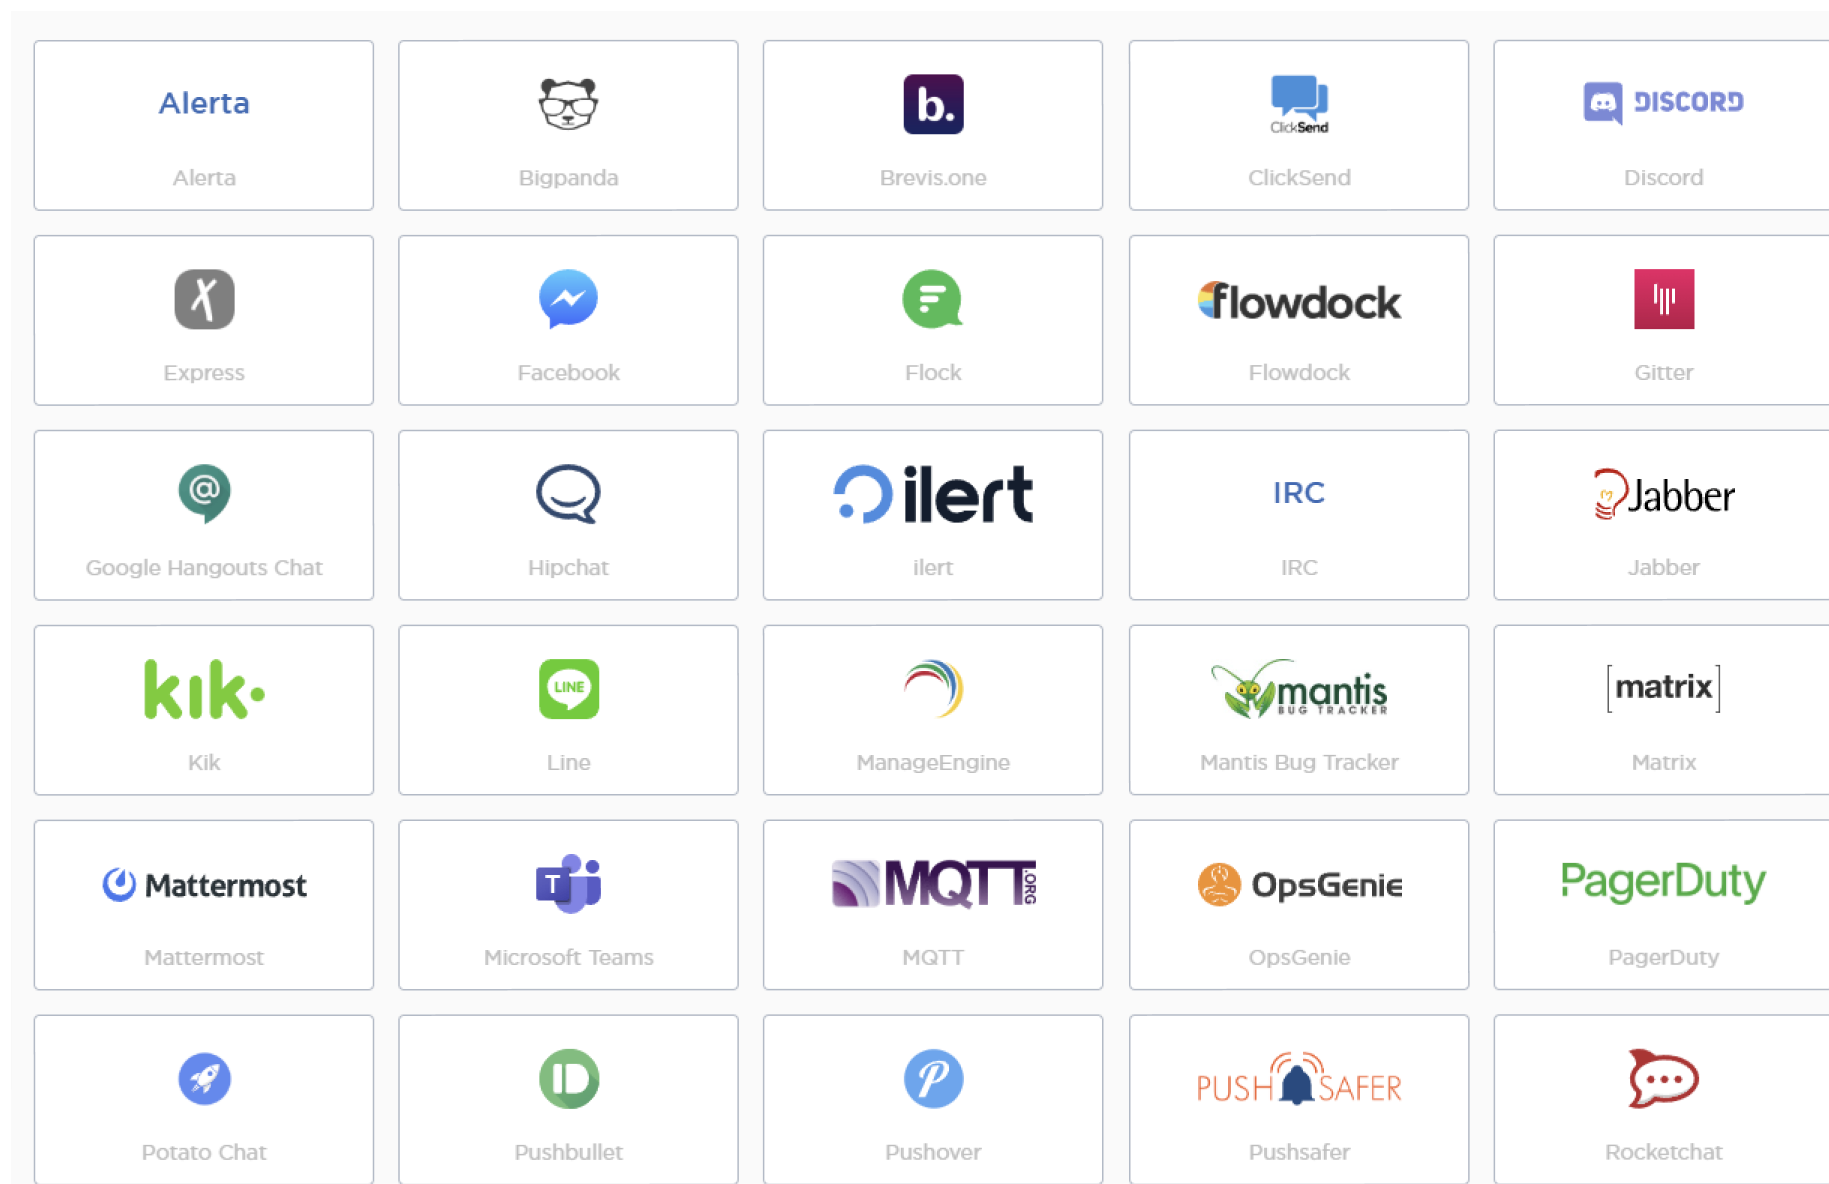 Alerta
b.
ClickSend
DISCORD
Alerta
Bigpanda
Brevis.one
ClickSend
Discord
X
flowdock
Express
Facebook
Flock
Flowdock
Gitter
@
ilert
IRC
Jabber
Google Hangouts Chat
Hipchat
ilert
IRC
Jabber
kik
LINE
mantis
BUG TRACKER
[matrix]
Kik
Line
ManageEngine
Mantis Bug Tracker
Matrix
Mattermost
T
MQTT
.ORG
OpsGenie
PagerDuty
Mattermost
Microsoft Teams
MQTT
OpsGenie
PagerDuty
P
PUSH SAFER
Potato Chat
Pushbullet
Pushover
Pushsafer
Rocketchat